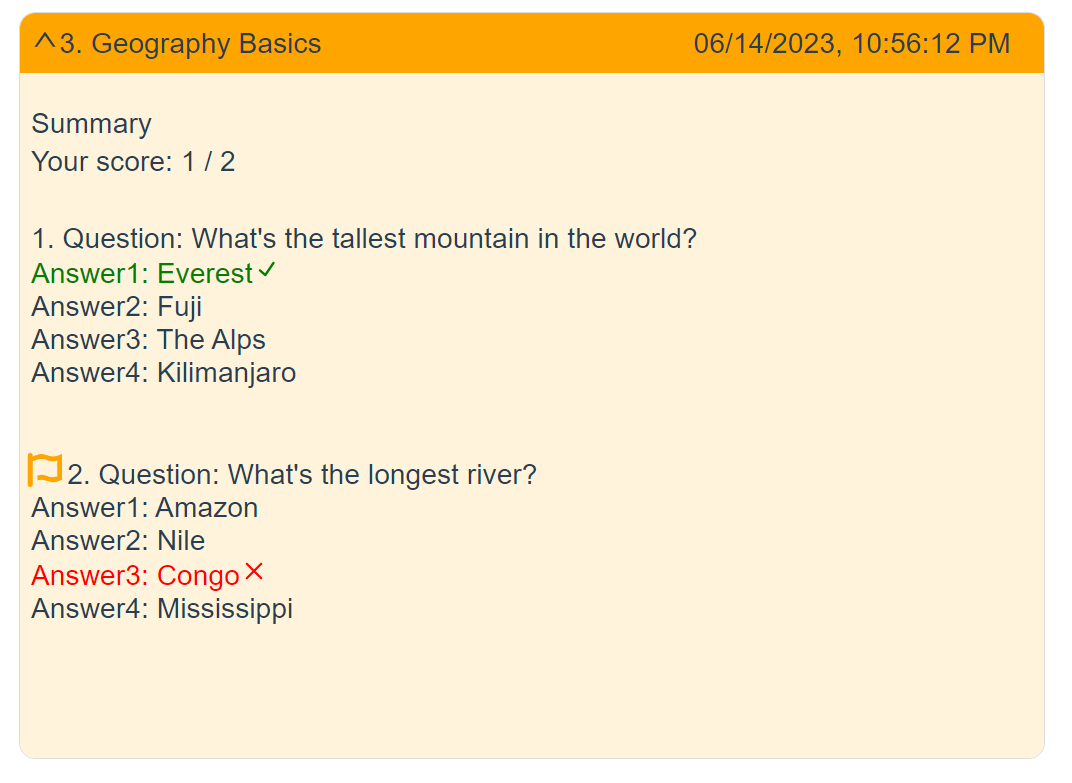 3. Geography Basics 06/14/2023, 10:56:12 PM
Summary
Your score: 1 / 2
1. Question: What's the tallest mountain in the world?
Answer1: Everest
Answer2: Fuji
Answer3: The Alps
Answer4: Kilimanjaro
2. Question: What's the longest river?
Answer1: Amazon
Answer2: Nile
Answer3: Congo
Answer4: Mississippi